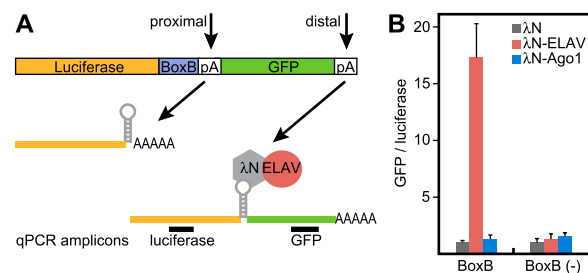 A
proximal
distal
Luciferase BoxB pA GFP pA
AAAAA
λN ELAV
AAAAA
qPCR amplicons luciferase GFP
B
GFP / luciferase
20
15
10
5
λN
λN-ELAV
λN-Ago1
BoxB BoxB (-)